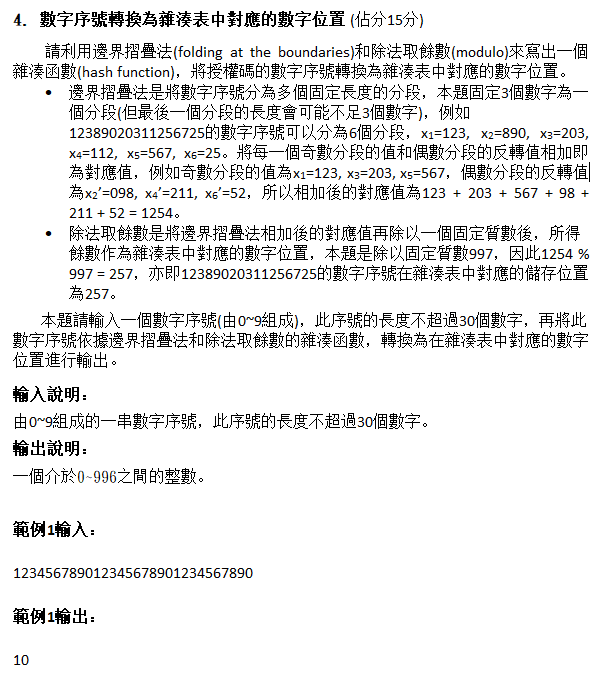 4. 數字序號轉換為雜湊表中對應的數字位置 (佔分15分)
請利用邊界摺疊法(folding at the boundaries)和除法取餘數(modulo)來寫出一個
雜湊函數(hash function)，將授權碼的數字序號轉換為雜湊表中對應的數字位置。
• 邊界摺疊法是將數字序號分為多個固定長度的分段，本題固定3個數字為一
個分段(但最後一個分段的長度會可能不足3個數字)，例如
12389020311256725的數字序號可以分為6個分段，x₁=123, x₂=890, x₃=203,
x₄=112, x₅=567, x₆=25。將每一個奇數分段的值和偶數分段的反轉值相加即
為對應值，例如奇數分段的值為x₁=123, x₃=203, x₅=567，偶數分段的反轉值
為x₂’=098, x₄’=211, x₆’=52，所以相加後的對應值為123 + 203 + 567 + 98 +
211 + 52 = 1254。
• 除法取餘數是將邊界摺疊法相加後的對應值再除以一個固定質數後，所得
餘數作為雜湊表中對應的數字位置，本題是除以固定質數997，因此1254 %
997 = 257，亦即12389020311256725的數字序號在雜湊表中對應的儲存位置
為257。
本題請輸入一個數字序號(由0~9組成)，此序號的長度不超過30個數字，再將此
數字序號依據邊界摺疊法和除法取餘數的雜湊函數，轉換為在雜湊表中對應的數字
位置進行輸出。
輸入說明：
由0~9組成的一串數字序號，此序號的長度不超過30個數字。
輸出說明：
一個介於0~996之間的整數。
範例1輸入：
123456789012345678901234567890
範例1輸出：
10